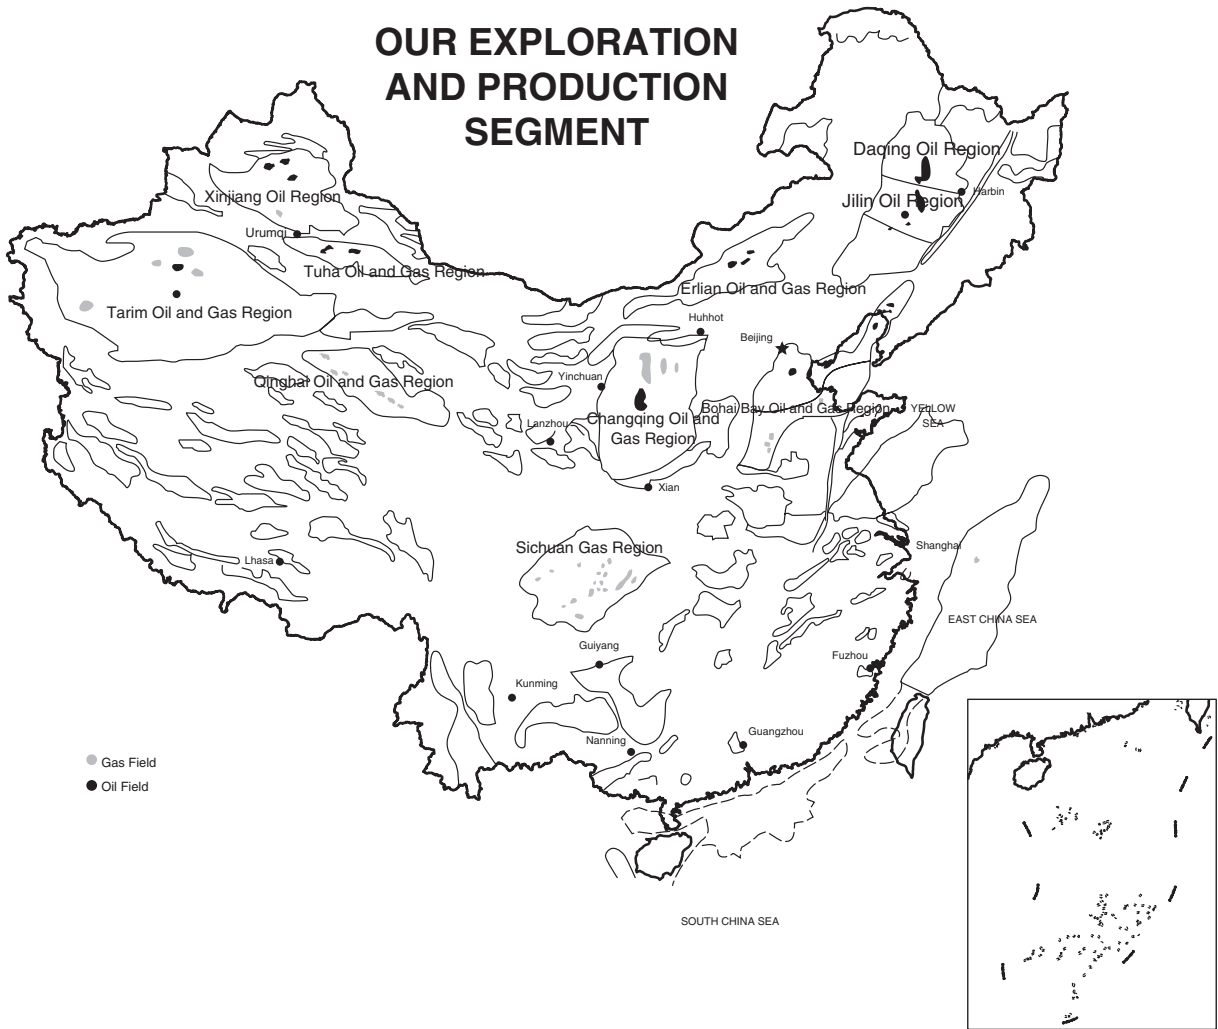 OUR EXPLORATION
AND PRODUCTION
SEGMENT
Daqing Oil Region
Harbin
Jilin Oil Region
Xinjiang Oil Region
Urumqi
Tuha Oil and Gas Region
Erlian Oil and Gas Region
Tarim Oil and Gas Region
Huhhot
Beijing
Yinchuan
Qinghai Oil and Gas Region
Bohai Bay Oil and Gas Region
YELLOW
SEA
Changqing Oil and
Gas Region
Lanzhou
Xian
Shanghai
Sichuan Gas Region
Lhasa
EAST CHINA SEA
Guiyang
Fuzhou
Kunming
Guangzhou
Nanning
Gas Field
Oil Field
SOUTH CHINA SEA